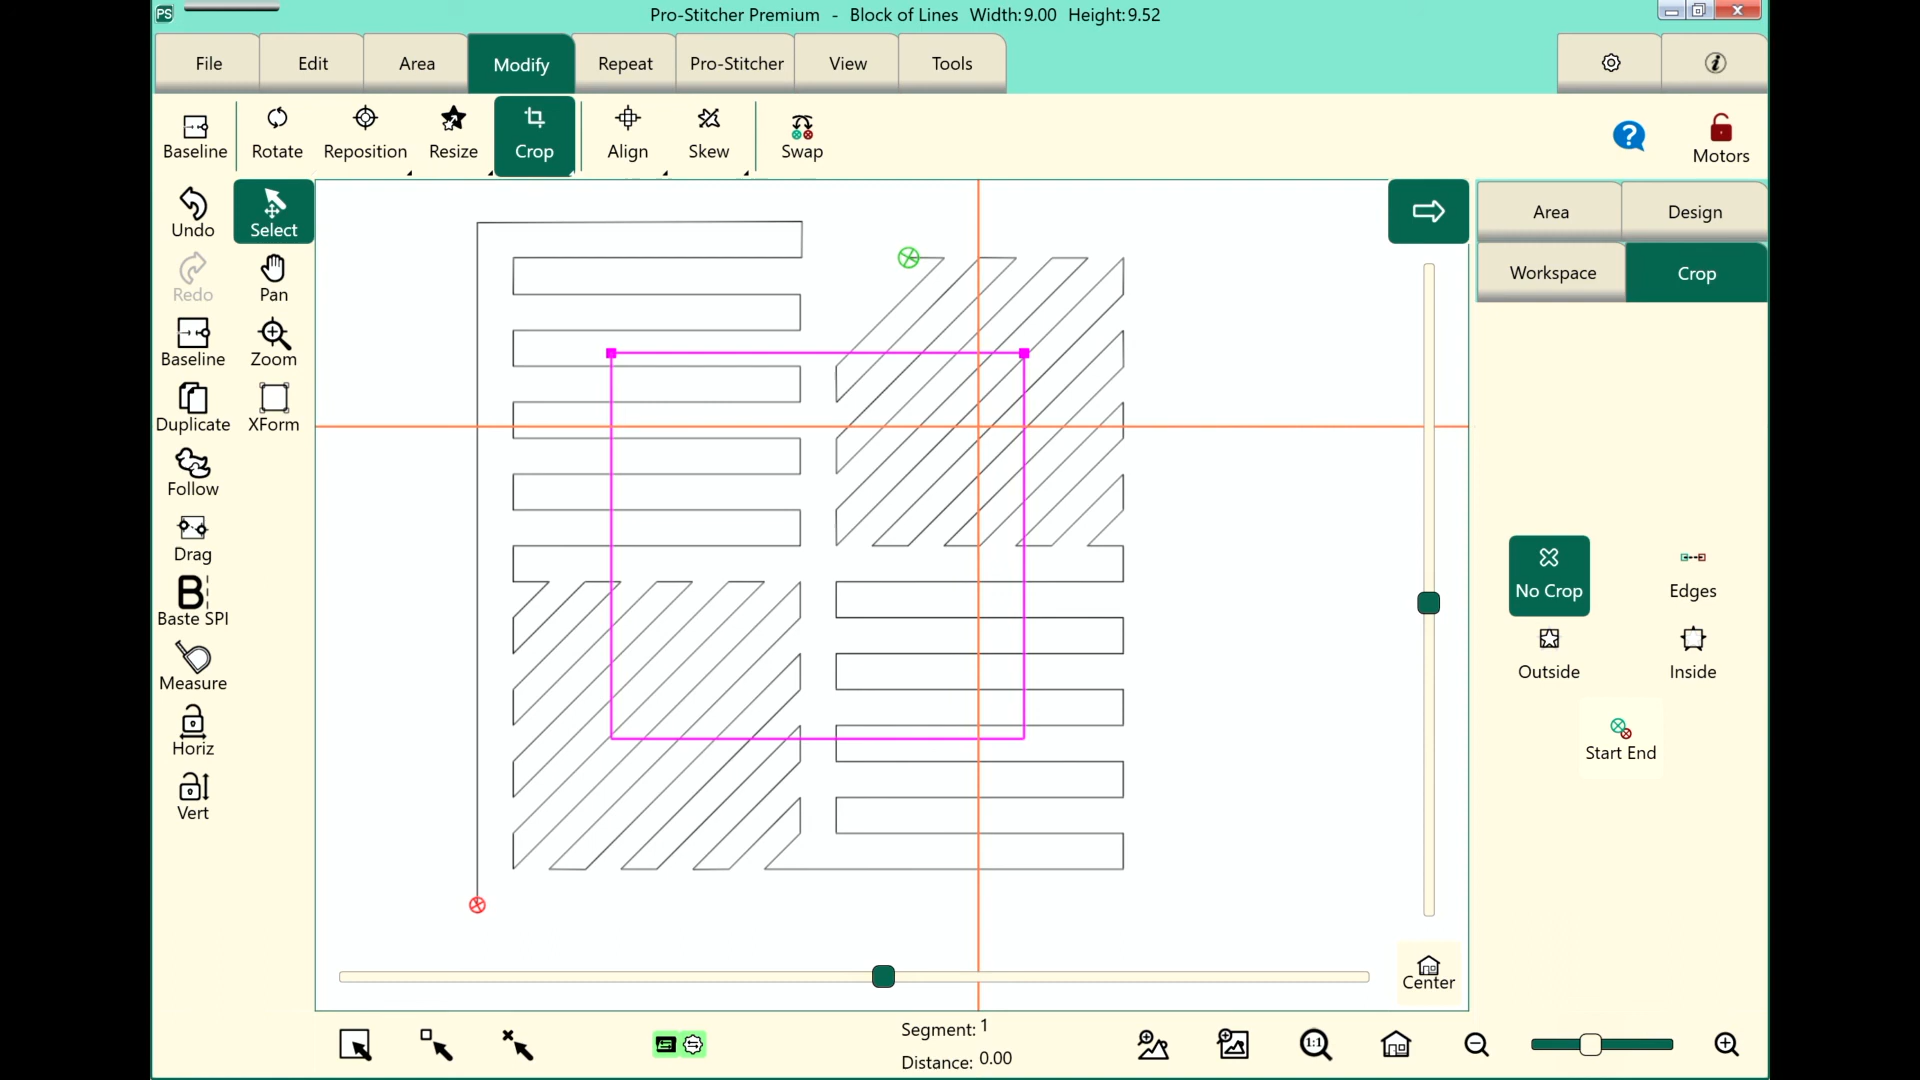 PS
Pro-Stitcher Premium - Block of Lines Width:9.00 Height:9.52
File Edit Area Modify Repeat Pro-Stitcher View Tools
Baseline Rotate Reposition Resize Crop Align Skew Swap
Motors
Undo Select
Redo Pan
Baseline Zoom
Duplicate XForm
Follow
Drag
Baste SPI
Measure
Horiz
Vert
Area Design
Workspace Crop
No Crop Edges
Outside Inside
Start End
Center
Segment: 1
Distance: 0.00
1:1